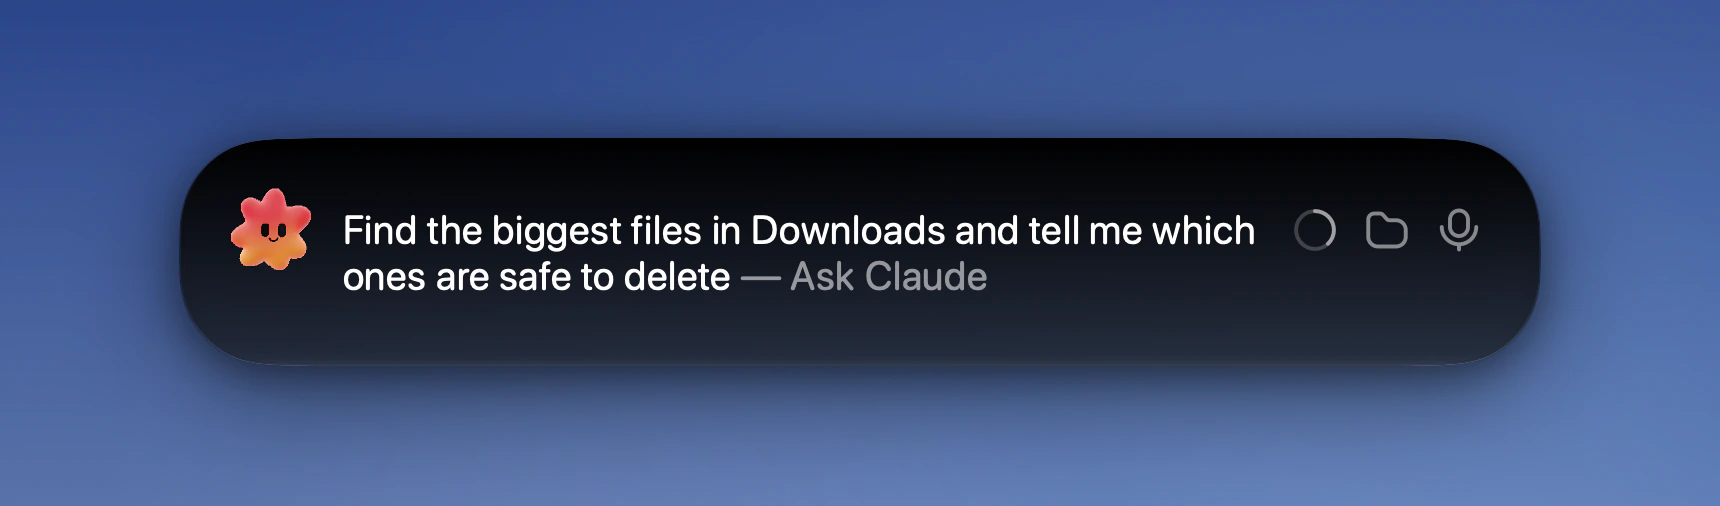 Find the biggest files in Downloads and tell me which
ones are safe to delete — Ask Claude